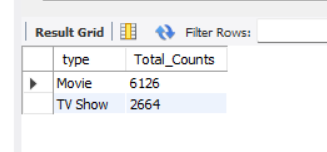 Result Grid Filter Rows:
type Total_Counts
Movie 6126
TV Show 2664